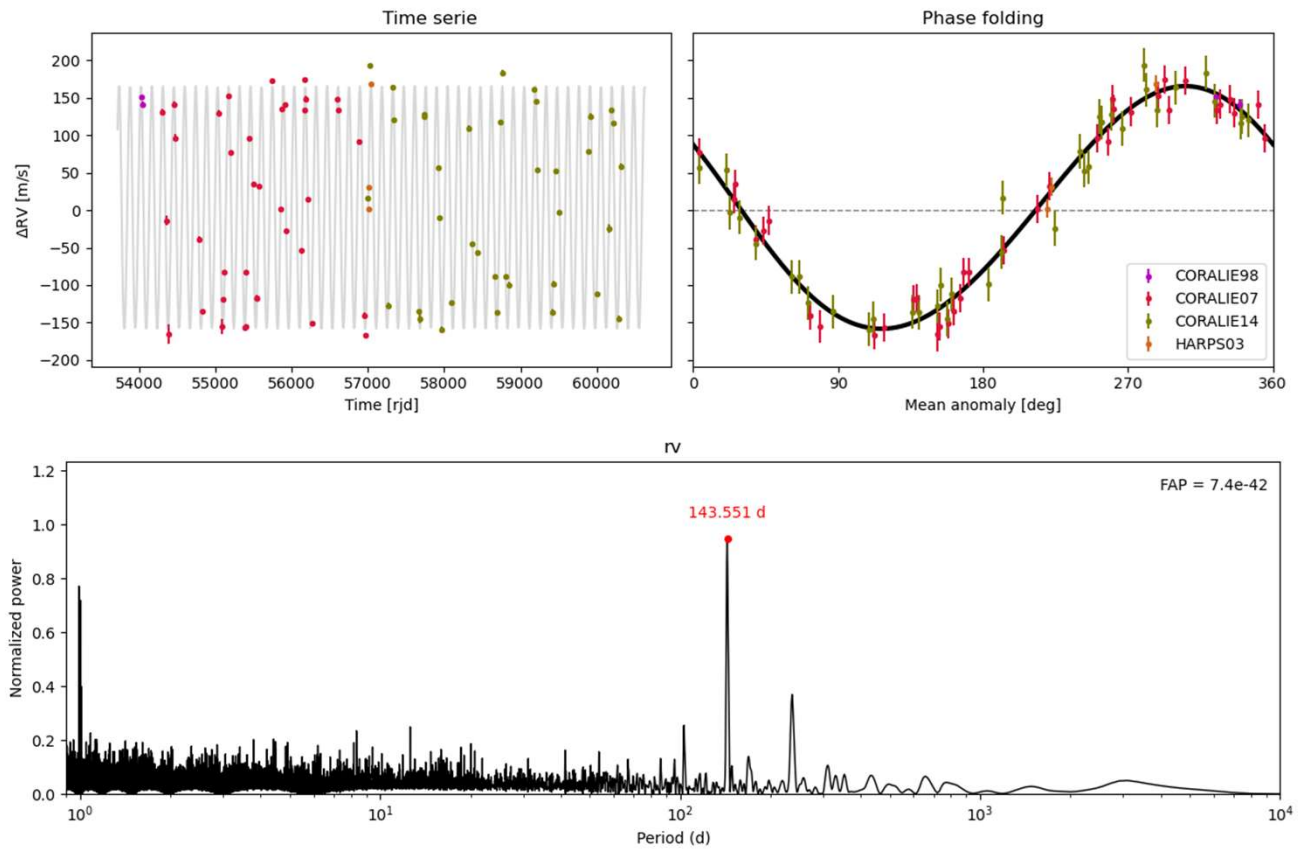 Time serie
Phase folding
ΔRV [m/s]
200
150
100
50
0
−50
−100
−150
−200
54000 55000 56000 57000 58000 59000 60000
Time [rjd]
0 90 180 270 360
Mean anomaly [deg]
CORALIE98
CORALIE07
CORALIE14
HARPS03
rv
FAP = 7.4e-42
143.551 d
Normalized power
1.2
1.0
0.8
0.6
0.4
0.2
0.0
10⁰ 10¹ 10² 10³ 10⁴
Period (d)